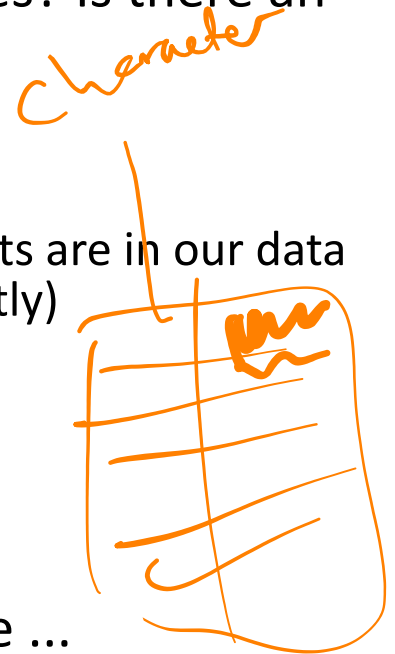 es? Is there an
Character
ts are in our data
tly)
e ...